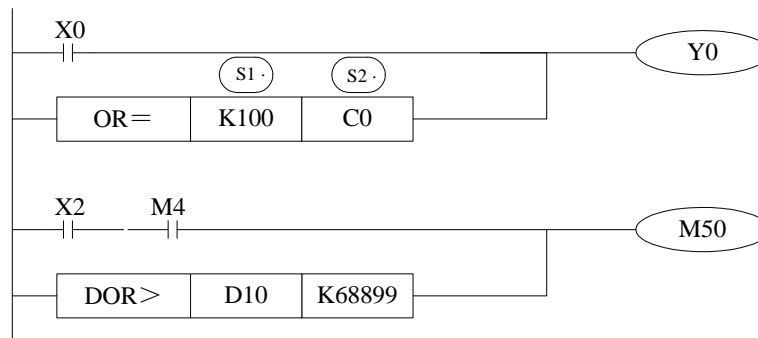 X0
Y0
S1 · S2 ·
OR＝ K100 C0
X2 M4
M50
DOR＞ D10 K68899